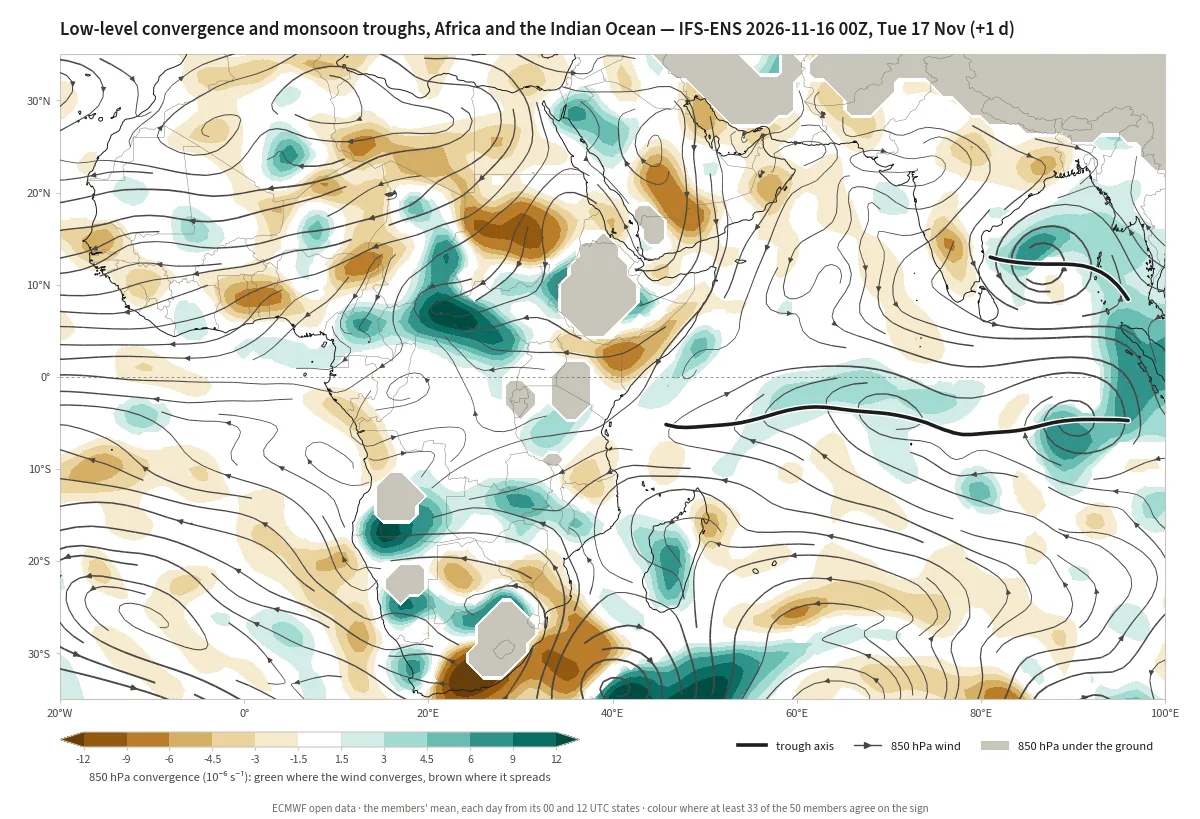 Low-level convergence and monsoon troughs, Africa and the Indian Ocean — IFS-ENS 2026-11-16 00Z, Tue 17 Nov (+1 d)
30°N
20°N
10°N
0°
10°S
20°S
30°S
20°W 0° 20°E 40°E 60°E 80°E 100°E
-12 -9 -6 -4.5 -3 -1.5 1.5 3 4.5 6 9 12
850 hPa convergence (10⁻⁶ s⁻¹): green where the wind converges, brown where it spreads
trough axis 850 hPa wind 850 hPa under the ground
ECMWF open data · the members' mean, each day from its 00 and 12 UTC states · colour where at least 33 of the 50 members agree on the sign